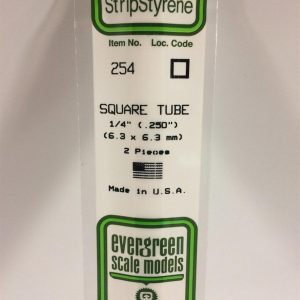 StripStyrene
Item No. Loc. Code
254
SQUARE TUBE
1/4" (.250")
(6.3 x 6.3 mm)
2 Pieces
Made in U.S.A.
evergreen
scale models